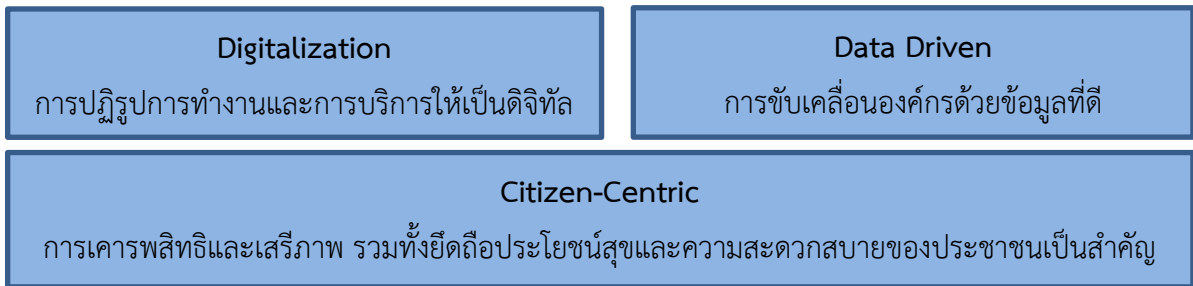 Digitalization
การปฏิรูปการทำงานและการบริการให้เป็นดิจิทัล
Data Driven
การขับเคลื่อนองค์กรด้วยข้อมูลที่ดี
Citizen-Centric
การเคารพสิทธิและเสรีภาพ รวมทั้งยึดถือประโยชน์สุขและความสะดวกสบายของประชาชนเป็นสำคัญ